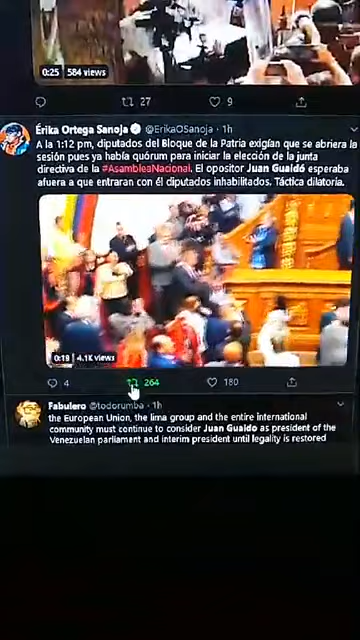 0:25 584 views
27 9
Érika Ortega Sanoja @ErikaOSanoja · 1h
A la 1:12 pm, diputados del Bloque de la Patria exigían que se abriera la
sesión pues ya había quórum para iniciar la elección de la junta
directiva de la #AsambleaNacional. El opositor Juan Guaidó esperaba
afuera a que entraran con él diputados inhabilitados. Táctica dilatoria.
0:19 4.1K views
4 264 180
Fabulero @todorumba · 1h
the European Union, the lima group and the entire international
community must continue to consider Juan Guaido as president of the
Venezuelan parliament and interim president until legality is restored